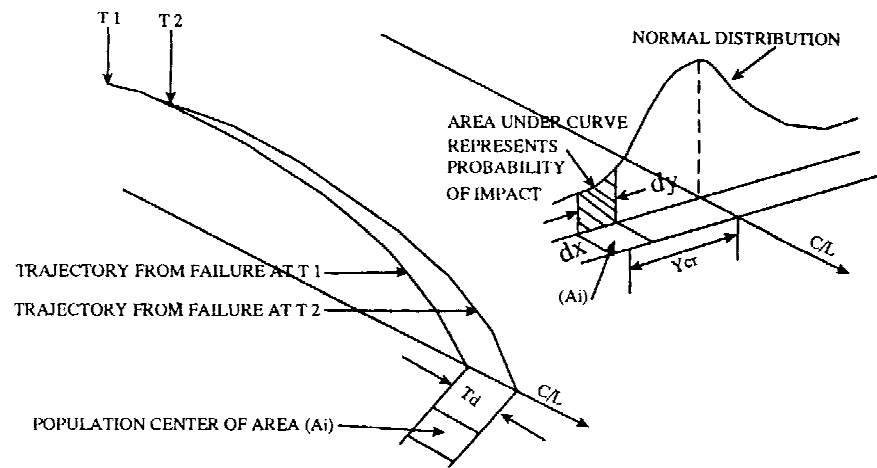 T 1
T 2
NORMAL DISTRIBUTION
AREA UNDER CURVE
REPRESENTS
PROBABILITY
OF IMPACT
dy
dx
(Ai)
Ycr
C/L
TRAJECTORY FROM FAILURE AT T 1
TRAJECTORY FROM FAILURE AT T 2
Td
C/L
POPULATION CENTER OF AREA (Ai)